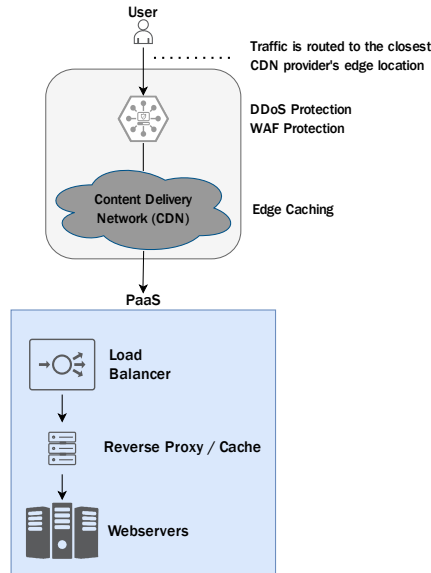 User
Traffic is routed to the closest
CDN provider's edge location
DDoS Protection
WAF Protection
Content Delivery
Network (CDN)
Edge Caching
PaaS
Load
Balancer
Reverse Proxy / Cache
Webservers